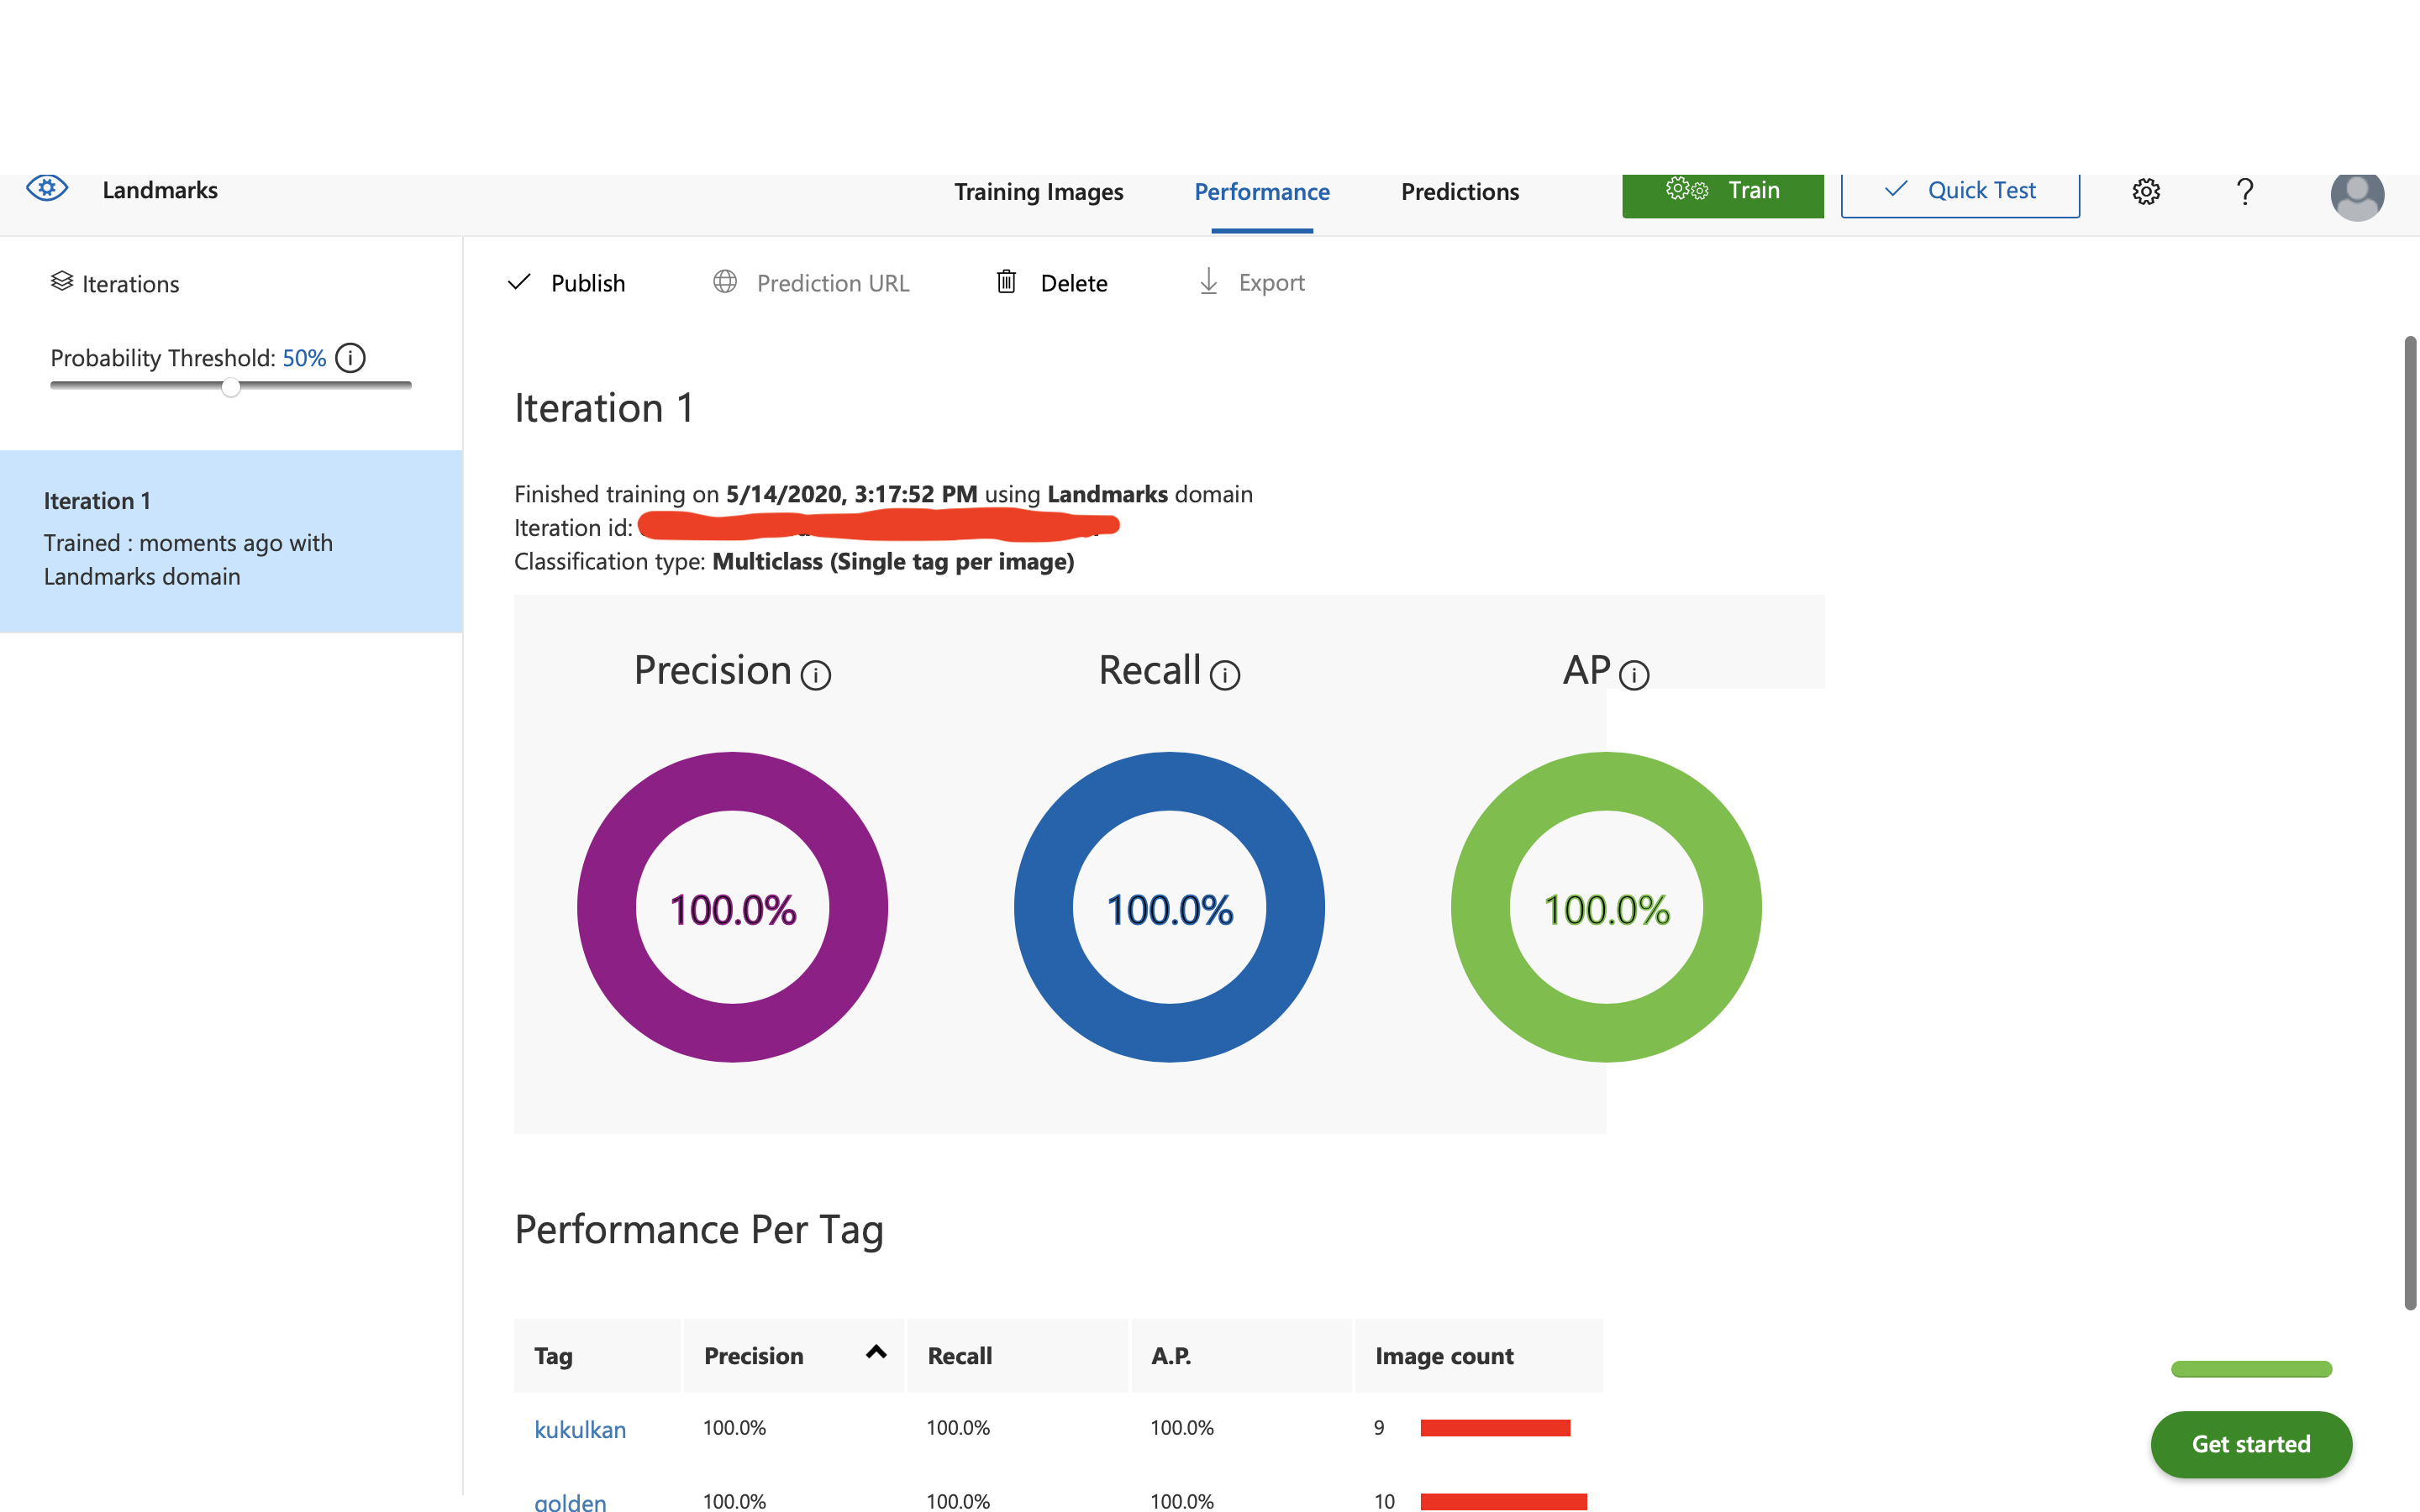 Landmarks
Training Images
Performance
Predictions
Train
Quick Test
?
Iterations
Probability Threshold: 50%
Iteration 1
Trained : moments ago with
Landmarks domain
Publish
Prediction URL
Delete
Export
Iteration 1
Finished training on 5/14/2020, 3:17:52 PM using Landmarks domain
Iteration id:
Classification type: Multiclass (Single tag per image)
Precision
Recall
AP
100.0%
100.0%
100.0%
Performance Per Tag
Tag Precision Recall A.P. Image count
kukulkan 100.0% 100.0% 100.0% 9
golden 100.0% 100.0% 100.0% 10
Get started